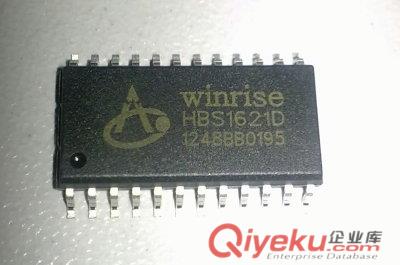 winrise
HBS1621D
1248BB0195
Qiyeku.com企业库
Enterprise Database